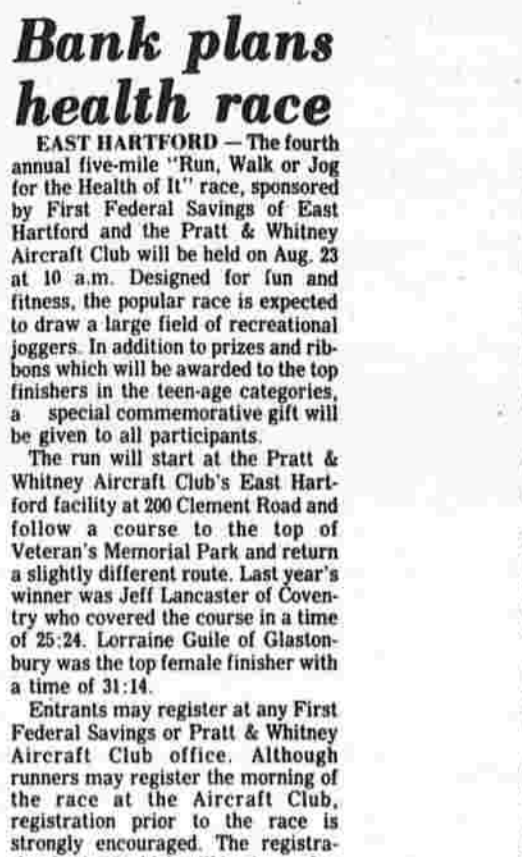 Bank plans
health race
EAST HARTFORD — The fourth
annual five-mile "Run, Walk or Jog
for the Health of It" race, sponsored
by First Federal Savings of East
Hartford and the Pratt & Whitney
Aircraft Club will be held on Aug. 23
at 10 a.m. Designed for fun and
fitness, the popular race is expected
to draw a large field of recreational
joggers. In addition to prizes and rib-
bons which will be awarded to the top
finishers in the teen-age categories,
a special commemorative gift will
be given to all participants.
The run will start at the Pratt &
Whitney Aircraft Club's East Hart-
ford facility at 200 Clement Road and
follow a course to the top of
Veteran's Memorial Park and return
a slightly different route. Last year's
winner was Jeff Lancaster of Coven-
try who covered the course in a time
of 25:24. Lorraine Guile of Glaston-
bury was the top female finisher with
a time of 31:14.
Entrants may register at any First
Federal Savings or Pratt & Whitney
Aircraft Club office. Although
runners may register the morning of
the race at the Aircraft Club,
registration prior to the race is
strongly encouraged. The registra-